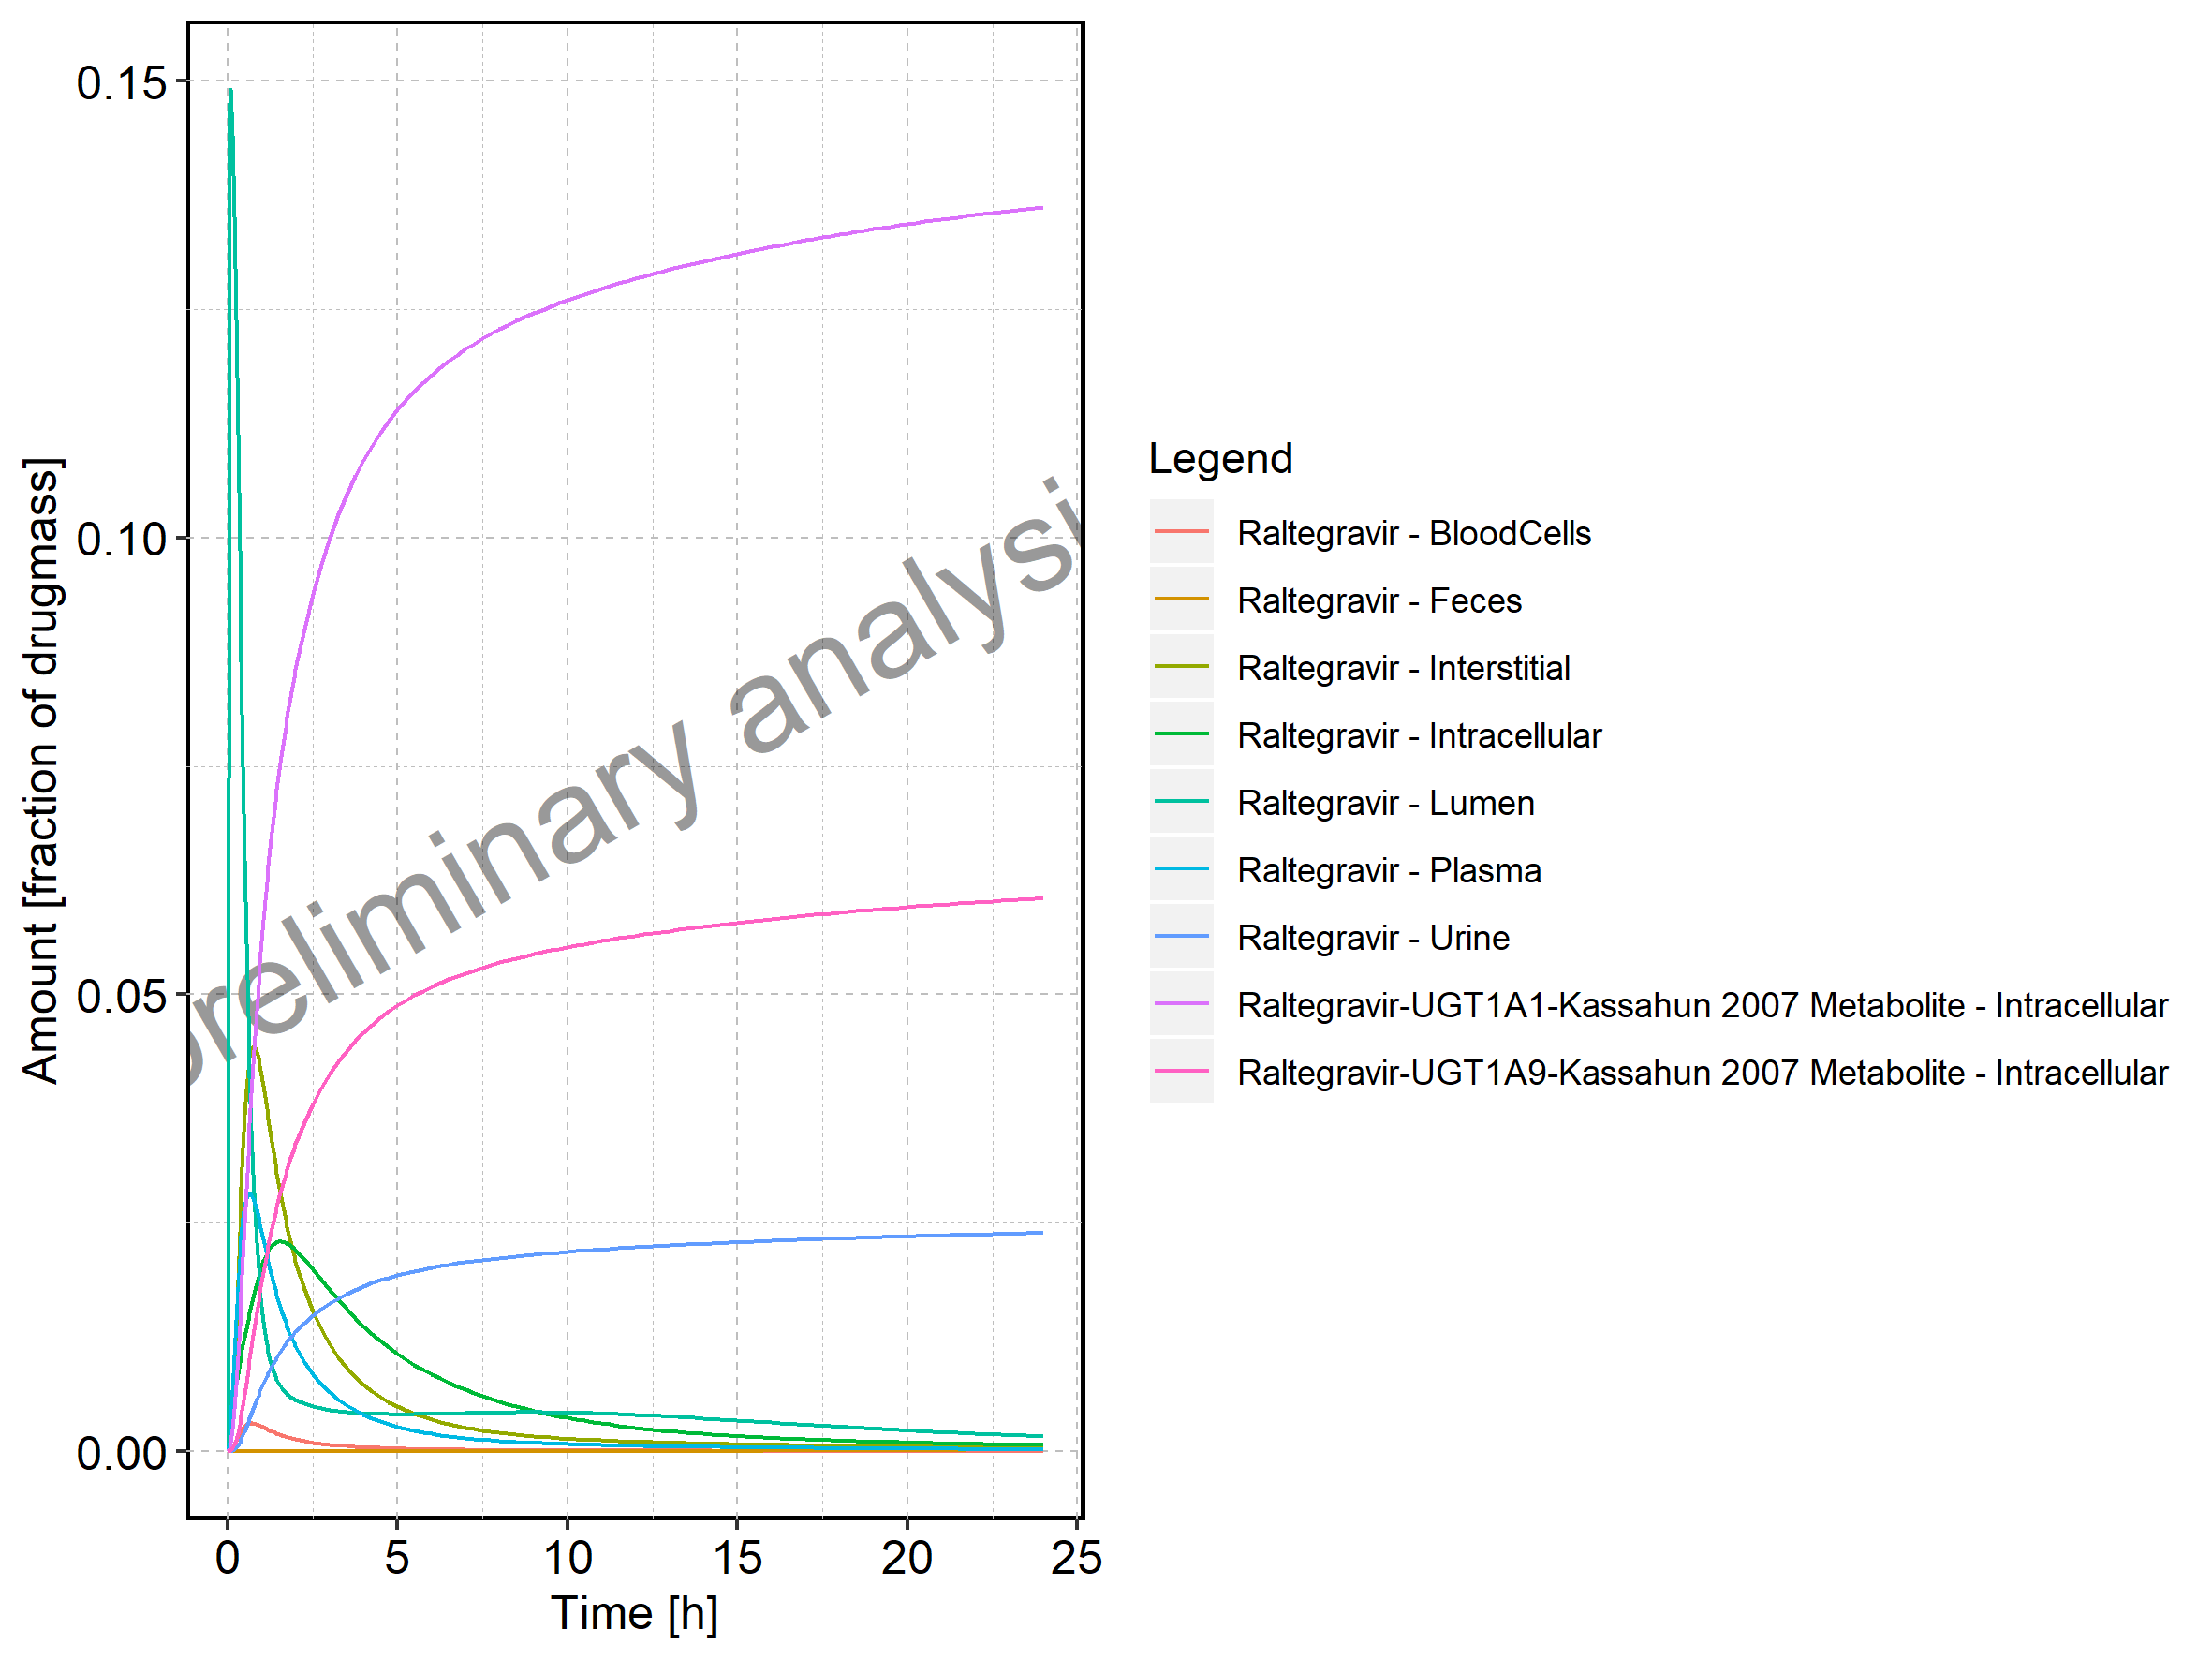 0.15
0.10
0.05
0.00
Amount [fraction of drugmass]
0 5 10 15 20 25
Time [h]
preliminary analysis
Legend
Raltegravir - BloodCells
Raltegravir - Feces
Raltegravir - Interstitial
Raltegravir - Intracellular
Raltegravir - Lumen
Raltegravir - Plasma
Raltegravir - Urine
Raltegravir-UGT1A1-Kassahun 2007 Metabolite - Intracellular
Raltegravir-UGT1A9-Kassahun 2007 Metabolite - Intracellular